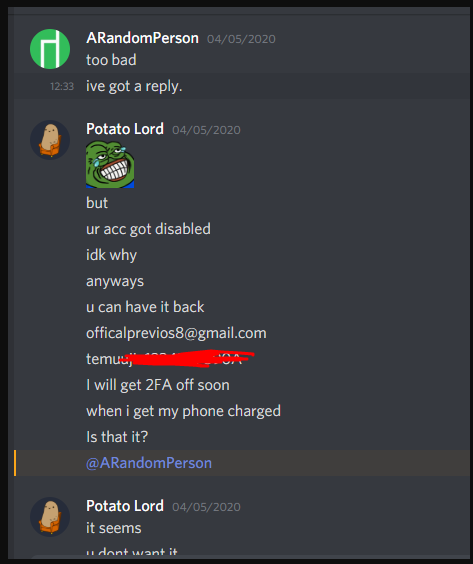 ARandomPerson 04/05/2020
too bad
12:33 ive got a reply.
Potato Lord 04/05/2020
but
ur acc got disabled
idk why
anyways
u can have it back
officalprevios8@gmail.com
I will get 2FA off soon
when i get my phone charged
Is that it?
@ARandomPerson
Potato Lord 04/05/2020
it seems
u dont want it